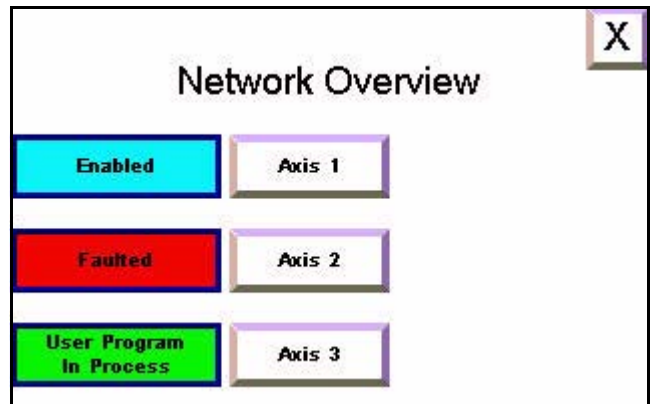 X
Network Overview
Enabled
Axis 1
Faulted
Axis 2
User Program
In Process
Axis 3